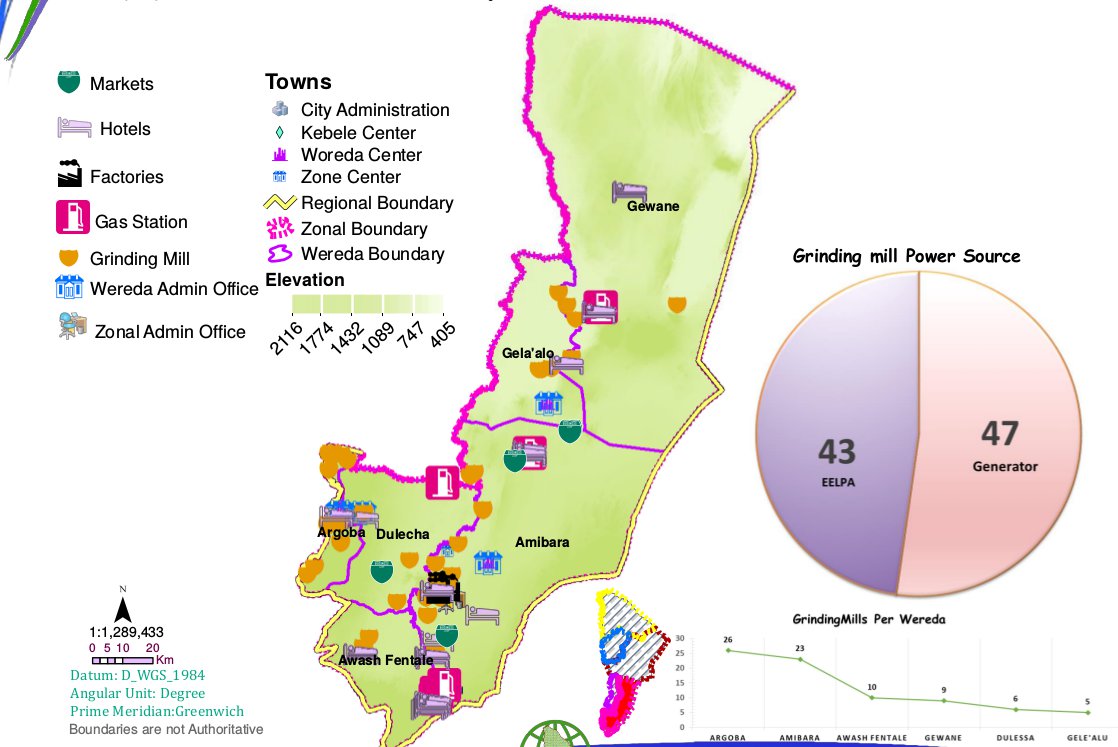 Markets
Hotels
Factories
Gas Station
Grinding Mill
Wereda Admin Office
Zonal Admin Office
Towns
City Administration
Kebele Center
Woreda Center
Zone Center
Regional Boundary
Zonal Boundary
Wereda Boundary
Elevation
2116
1774
1432
1089
747
405
Gewane
Gela'alo
Argoba
Dulecha
Amibara
Awash Fentale
N
1:1,289,433
0 5 10 20
Km
Datum: D_WGS_1984
Angular Unit: Degree
Prime Meridian:Greenwich
Boundaries are not Authoritative
Grinding mill Power Source
43
EELPA
47
Generator
GrindingMills Per Wereda
30
25
20
15
10
5
0
26
23
10
9
6
5
ARGOBA
AMIBARA
AWASH FENTALE
GEWANE
DULESSA
GELE'ALU